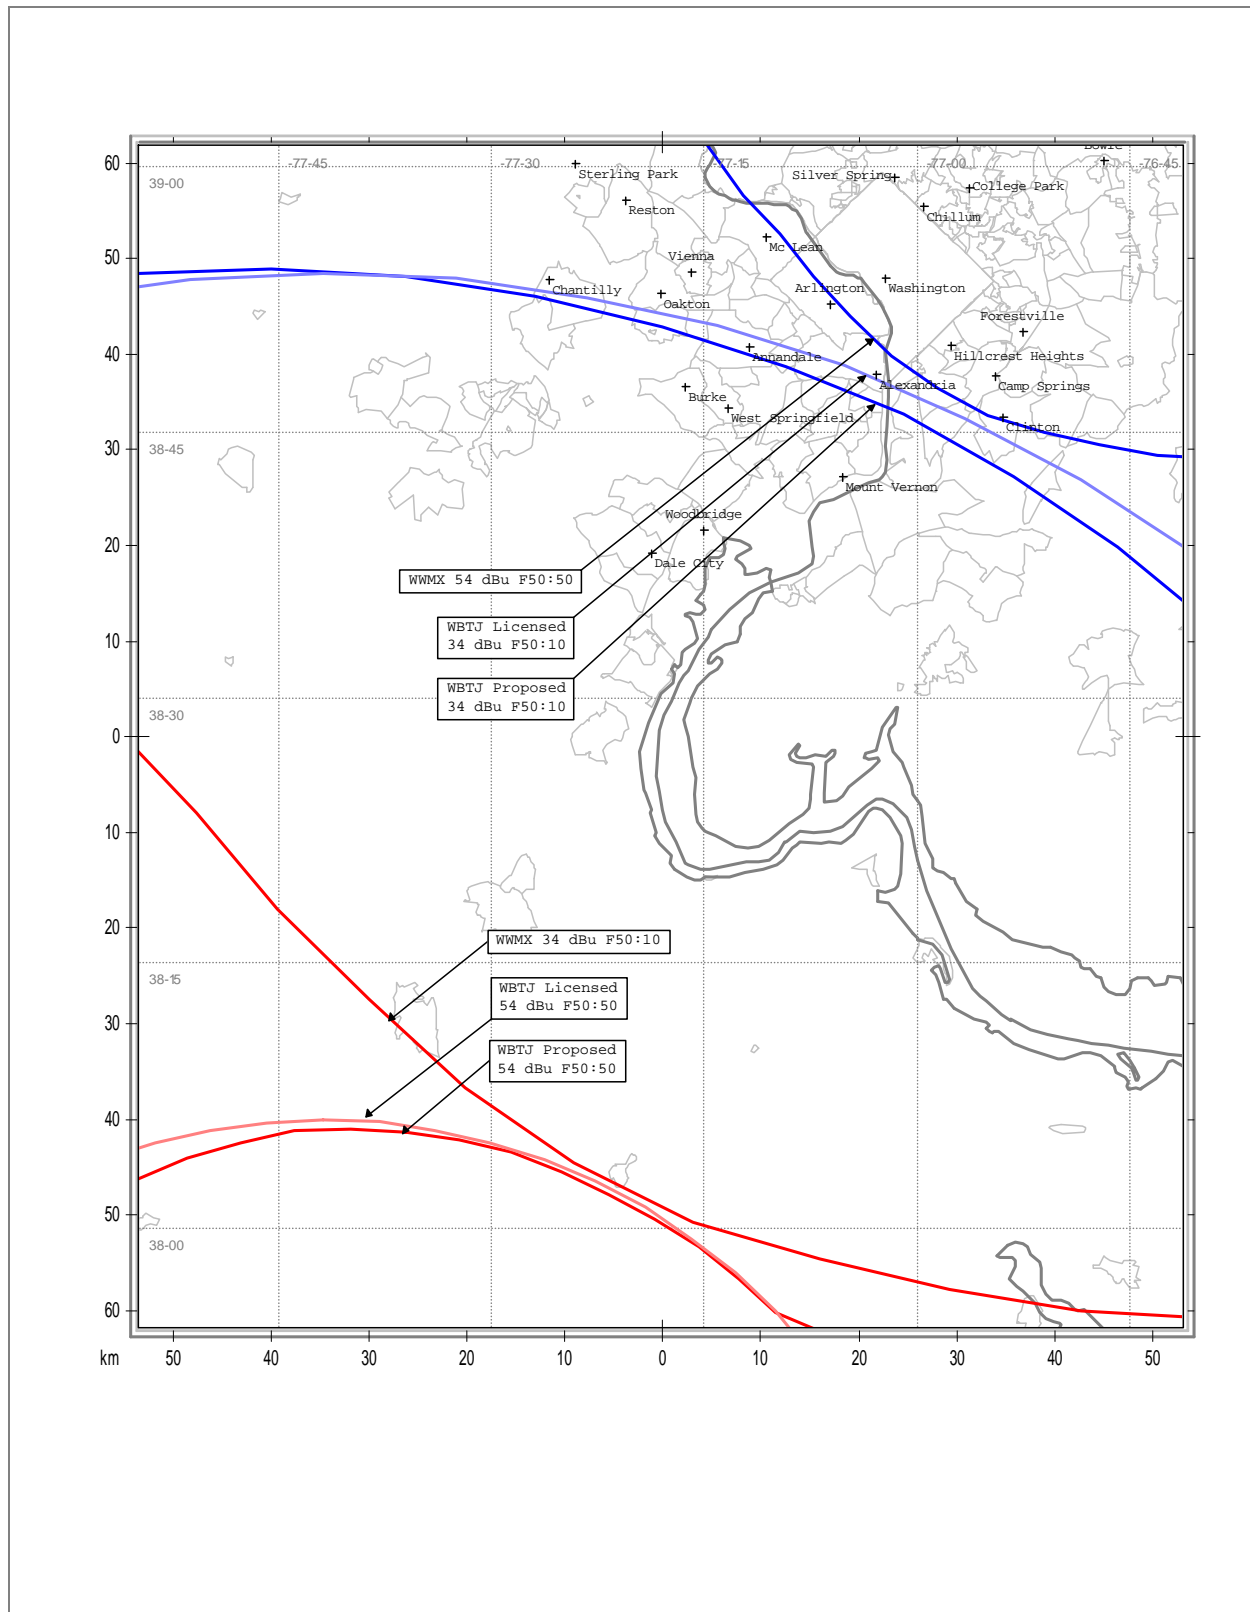 Bowie
60
-77-45
-77-30
-77-15
-77-00
-76-45
39-00
Sterling Park
Silver Spring
College Park
Reston
Chillum
50
Mc Lean
Vienna
Chantilly
Oakton
Arlington
Washington
Forestville
40
Annandale
Hillcrest Heights
Burke
Alexandria
Camp Springs
West Springfield
Clinton
30
38-45
Mount Vernon
Woodbridge
20
Dale City
WWMX 54 dBu F50:50
WBTJ Licensed
34 dBu F50:10
10
WBTJ Proposed
34 dBu F50:10
38-30
0
10
20
WWMX 34 dBu F50:10
38-15
WBTJ Licensed
54 dBu F50:50
30
WBTJ Proposed
54 dBu F50:50
40
50
38-00
60
km 50 40 30 20 10 0 10 20 30 40 50